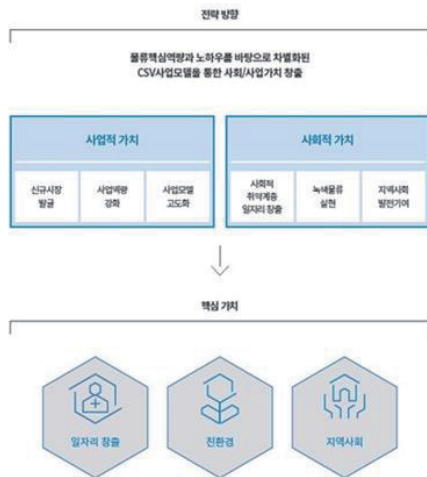 전략 방향
물류핵심역량과 노하우를 바탕으로 차별화된
CSV사업모델을 통한 사회/사업가치 창출
사업적 가치
신규시장
발굴
사업역량
강화
사업모델
고도화
사회적 가치
사회적
취약계층
일자리 창출
녹색물류
실현
지역사회
발전기여
핵심 가치
일자리 창출
친환경
지역사회